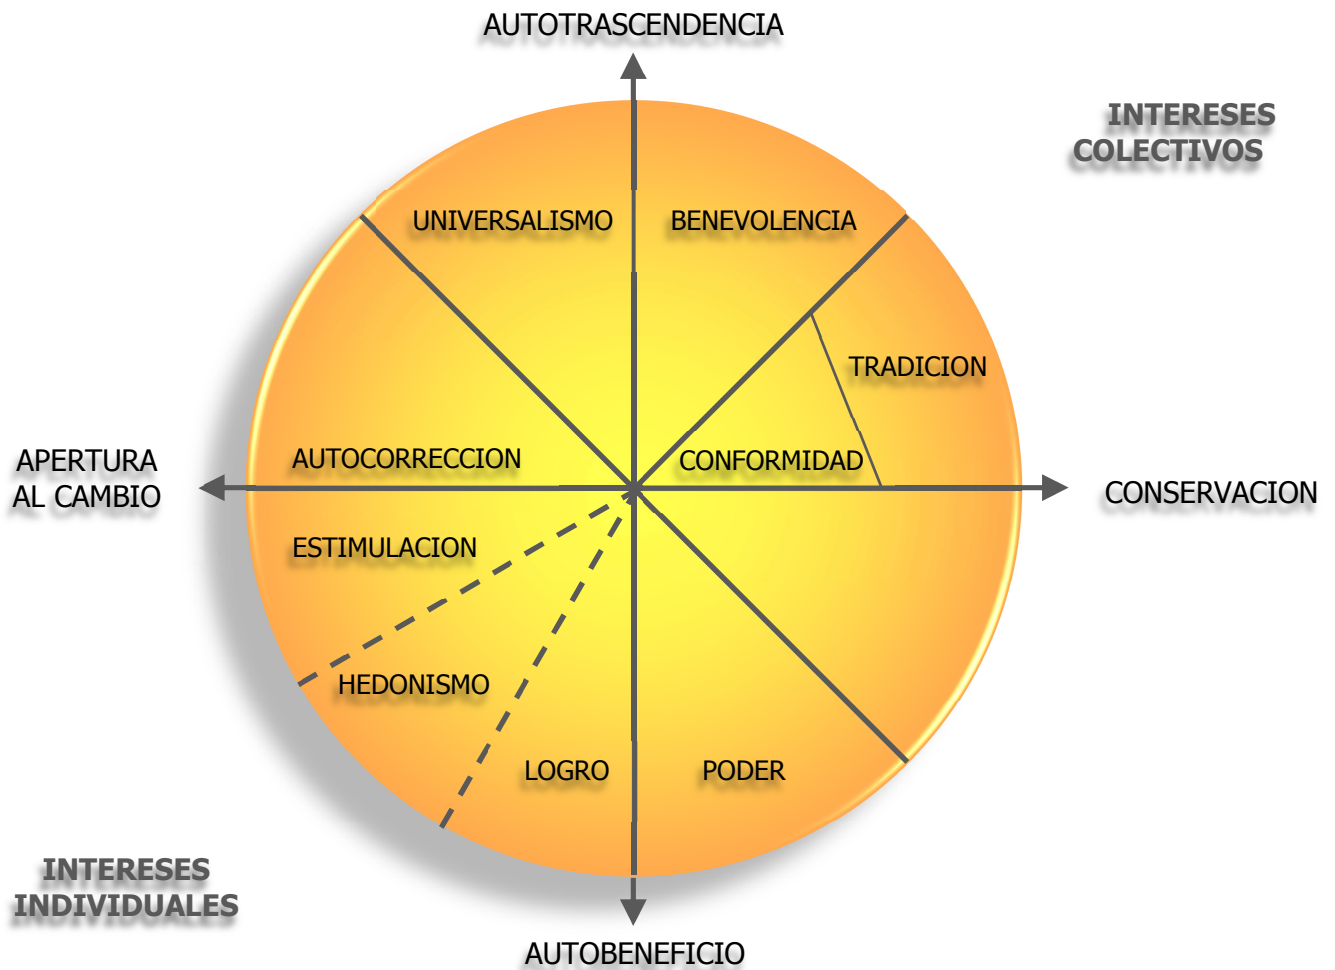 AUTOTRASCENDENCIA
INTERESES
COLECTIVOS
UNIVERSALISMO
BENEVOLENCIA
TRADICION
APERTURA
AL CAMBIO
AUTOCORRECCION
CONFORMIDAD
CONSERVACION
ESTIMULACION
HEDONISMO
LOGRO
PODER
INTERESES
INDIVIDUALES
AUTOBENEFICIO